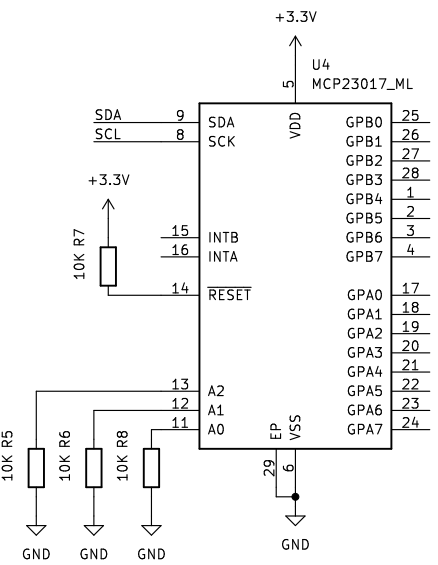 +3.3V
U4
MCP23017_ML
5
VDD
SDA 9 SDA GPB0 25
SCL 8 SCK GPB1 26
GPB2 27
+3.3V GPB3 28
GPB4 1
GPB5 2
10K R7 15 INTB GPB6 3
16 INTA GPB7 4
14 RESET GPA0 17
GPA1 18
GPA2 19
GPA3 20
GPA4 21
13 A2 GPA5 22
12 A1 GPA6 23
11 A0 GPA7 24
EP VSS
10K R5 10K R6 10K R8 29 6
GND GND GND GND